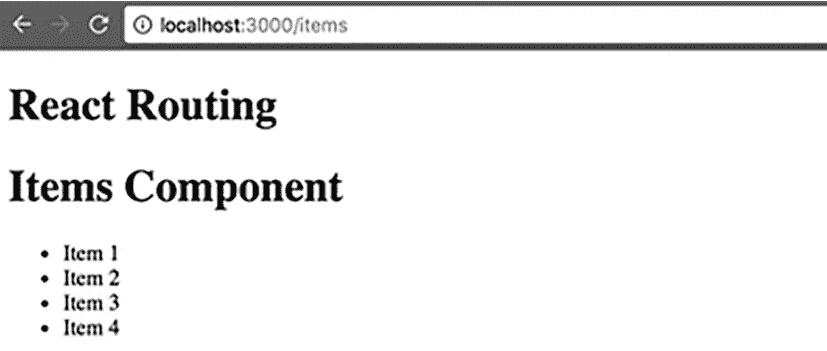 localhost:3000/items
React Routing
Items Component
• Item 1
• Item 2
• Item 3
• Item 4